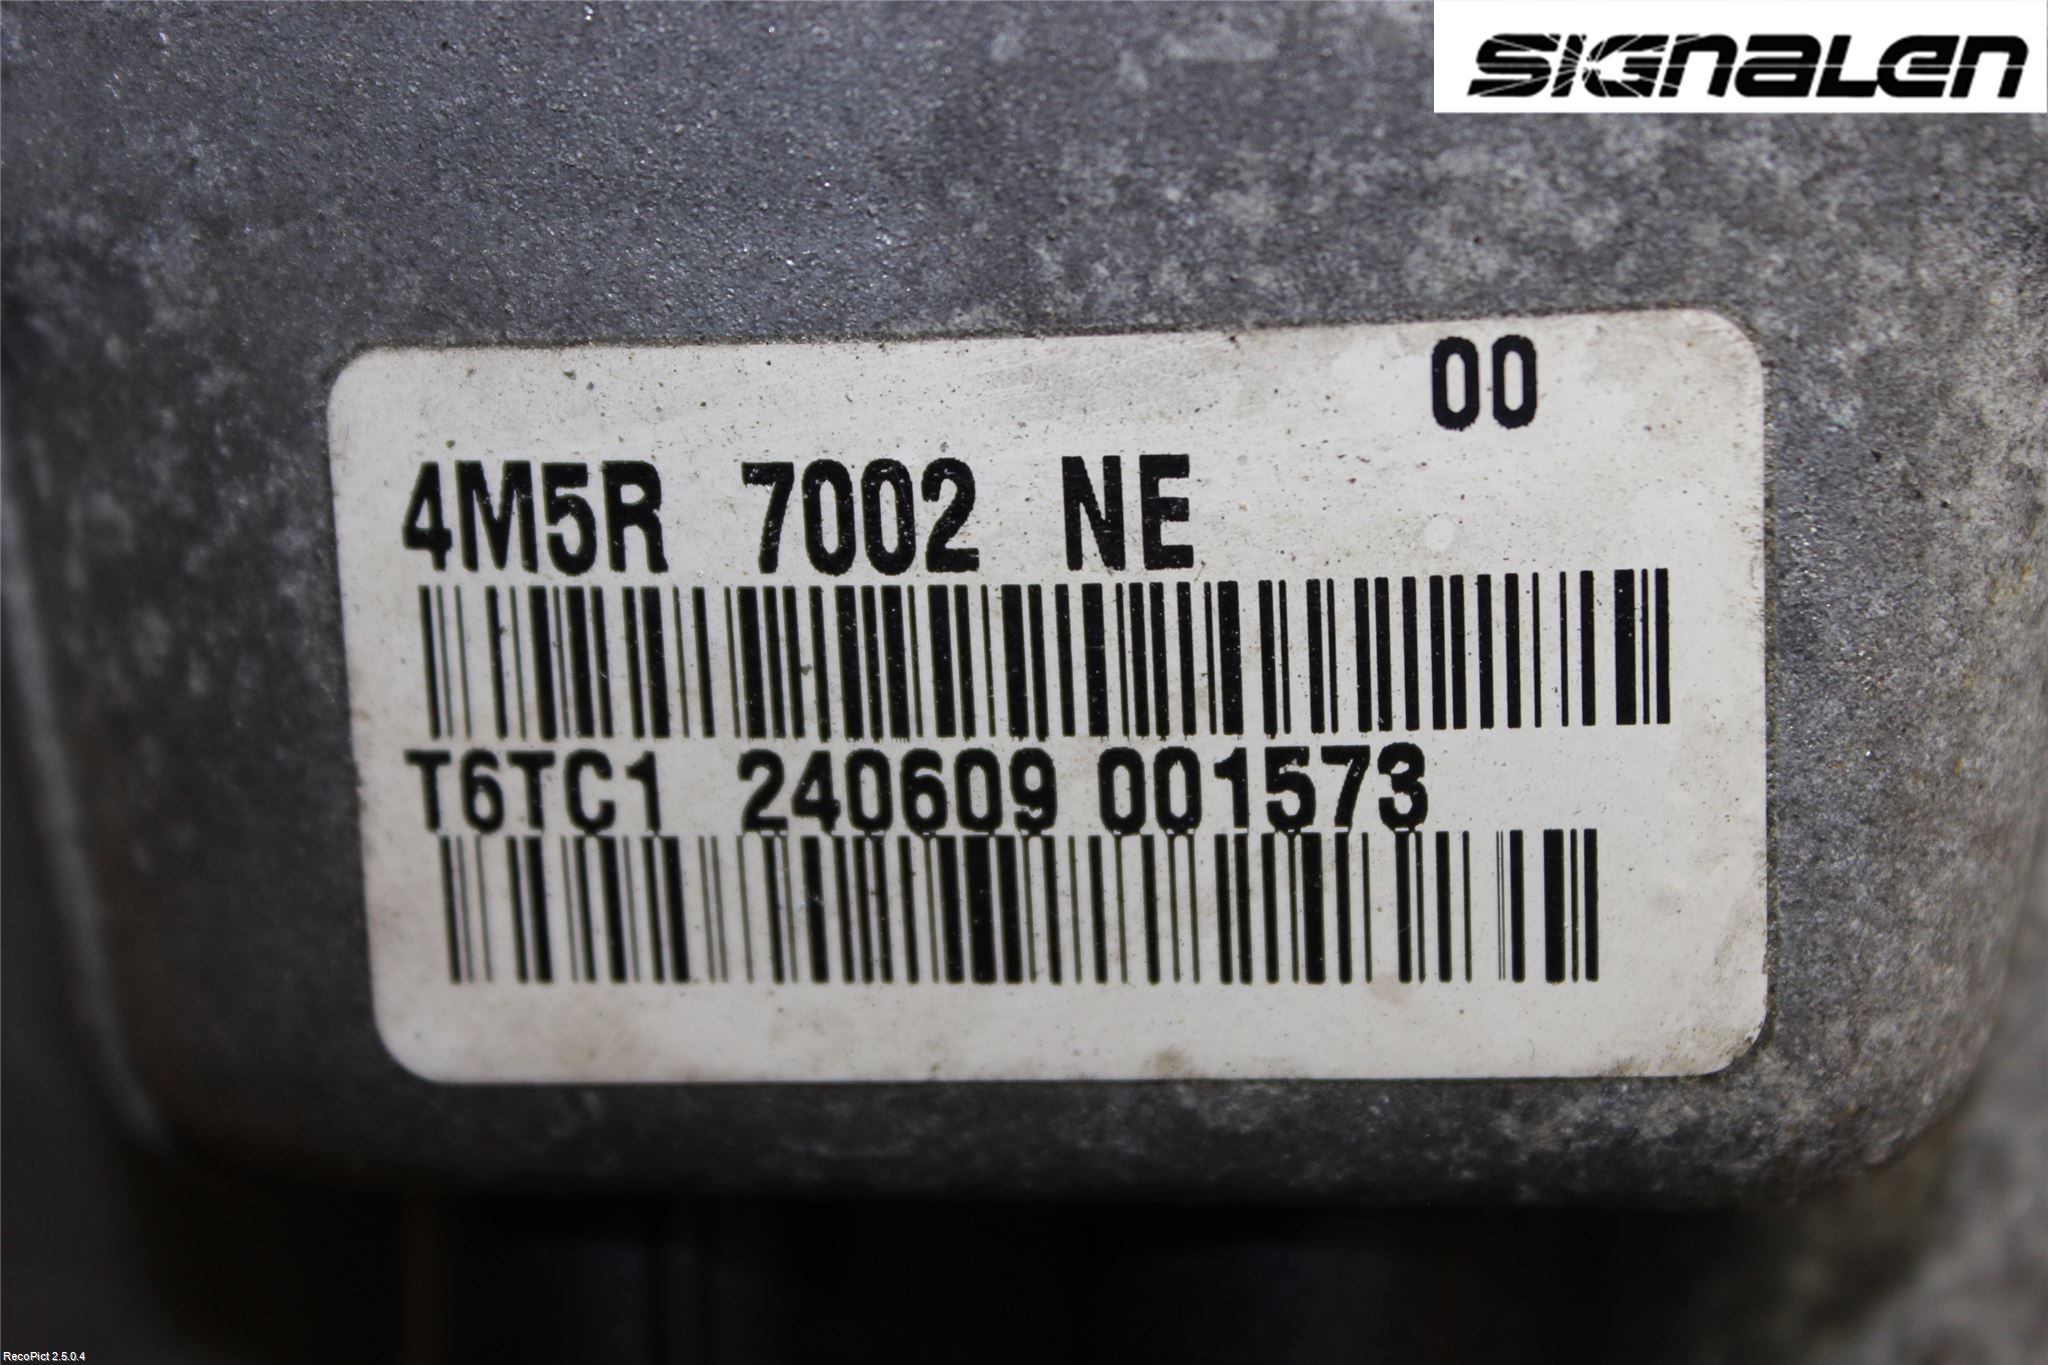 SIGNALEN
00
4M5R 7002 NE
T6TC1 240609 001573
RecoPict 2.5.0.4